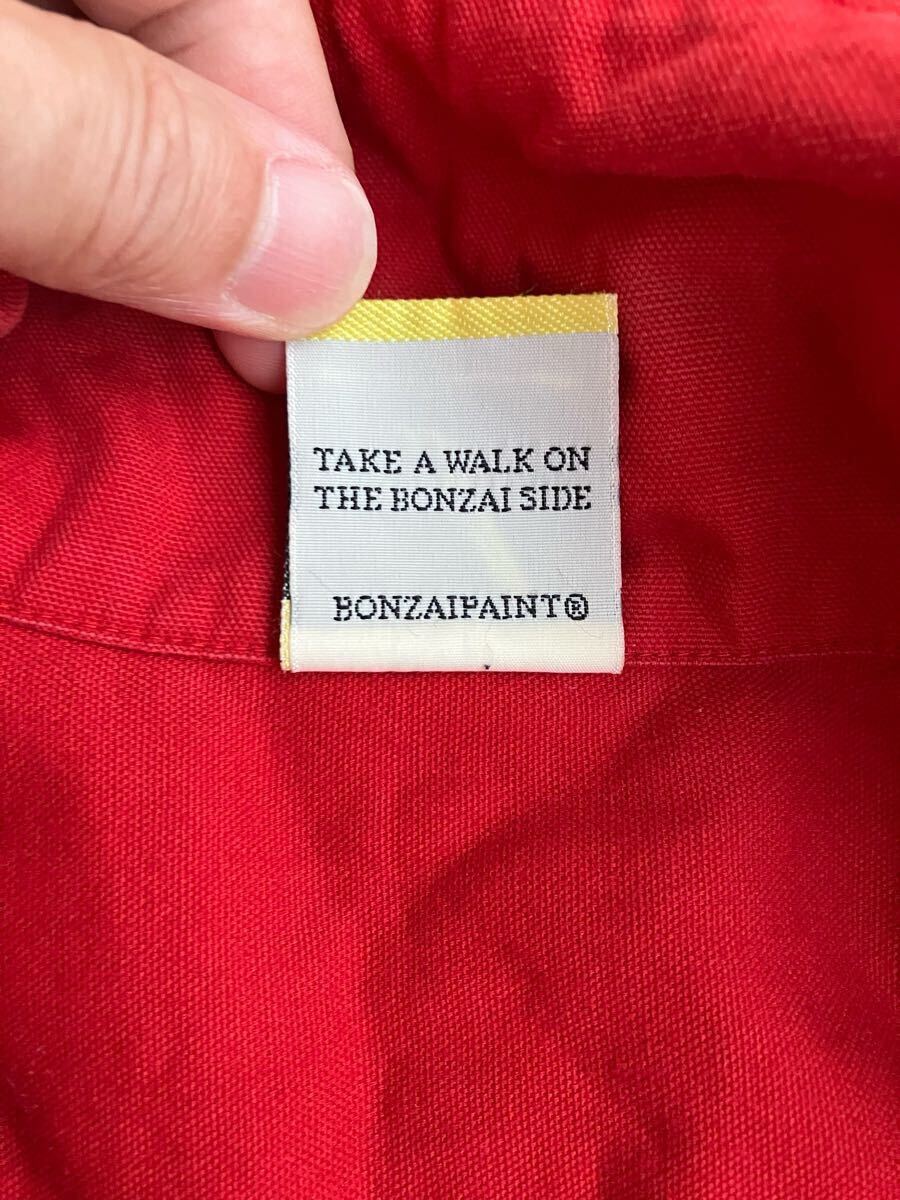 TAKE A WALK ON
THE BONZAI SIDE
BONZAIPAINT®